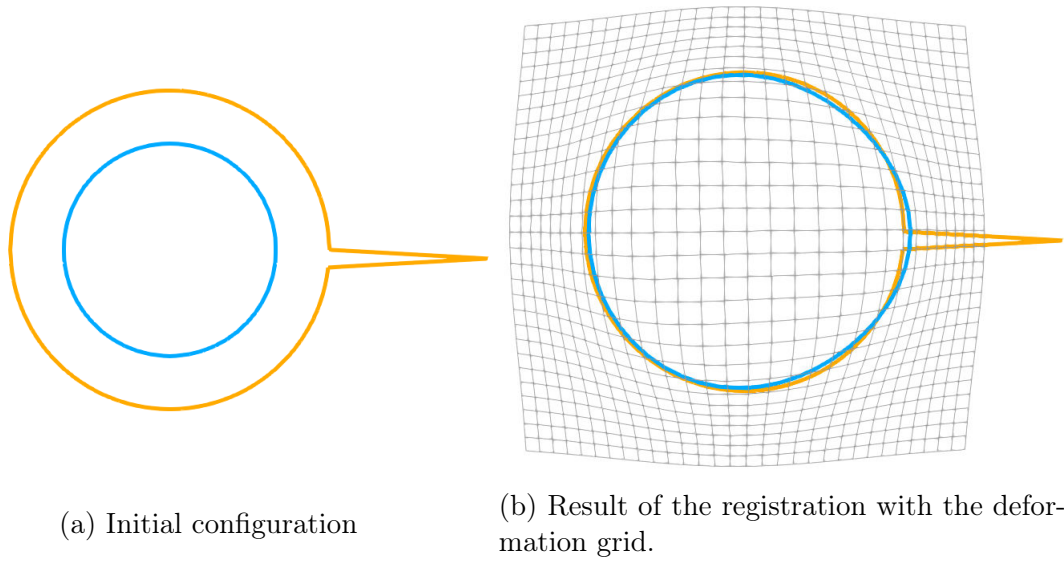 (a) Initial configuration
(b) Result of the registration with the defor-
mation grid.